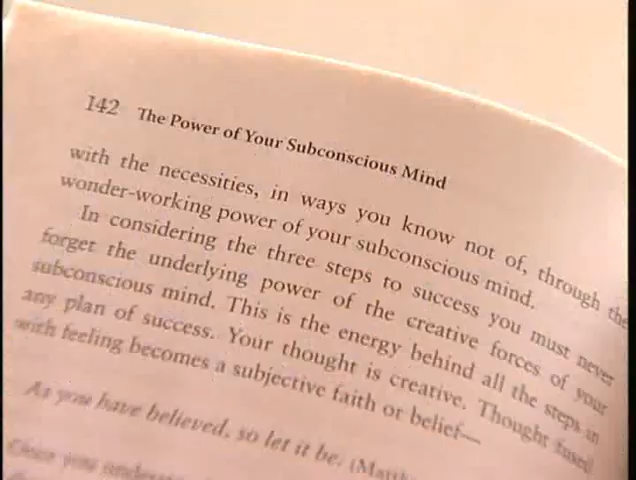 142 The Power of Your Subconscious Mind
with the necessities, in ways you know not of, through the
wonder-working power of your subconscious mind.
In considering the three steps to success you must never
forget the underlying power of the creative forces of your
subconscious mind. This is the energy behind all the steps in
any plan of success. Your thought is creative. Thought fused
with feeling becomes a subjective faith or belief—
As you have believed, so let it be. (Matth
Once you